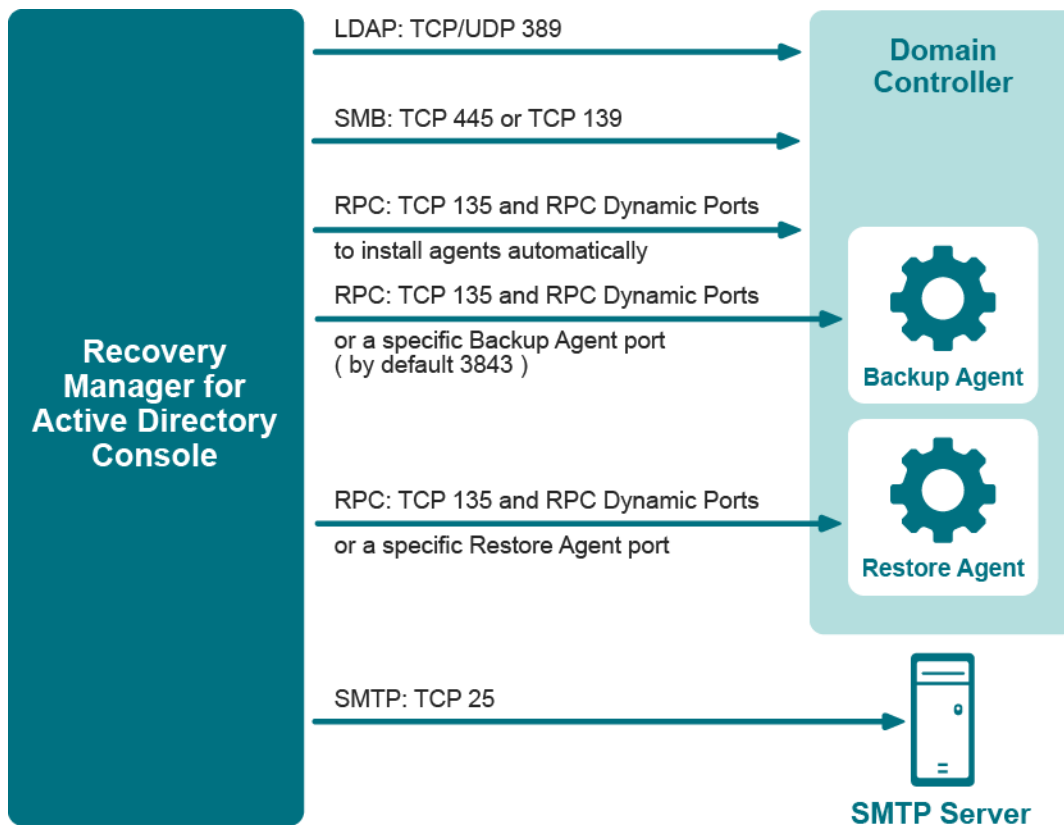 LDAP: TCP/UDP 389
Domain
Controller
SMB: TCP 445 or TCP 139
RPC: TCP 135 and RPC Dynamic Ports
to install agents automatically
RPC: TCP 135 and RPC Dynamic Ports
or a specific Backup Agent port
( by default 3843 )
Backup Agent
Recovery
Manager for
Active Directory
Console
RPC: TCP 135 and RPC Dynamic Ports
or a specific Restore Agent port
Restore Agent
SMTP: TCP 25
SMTP Server